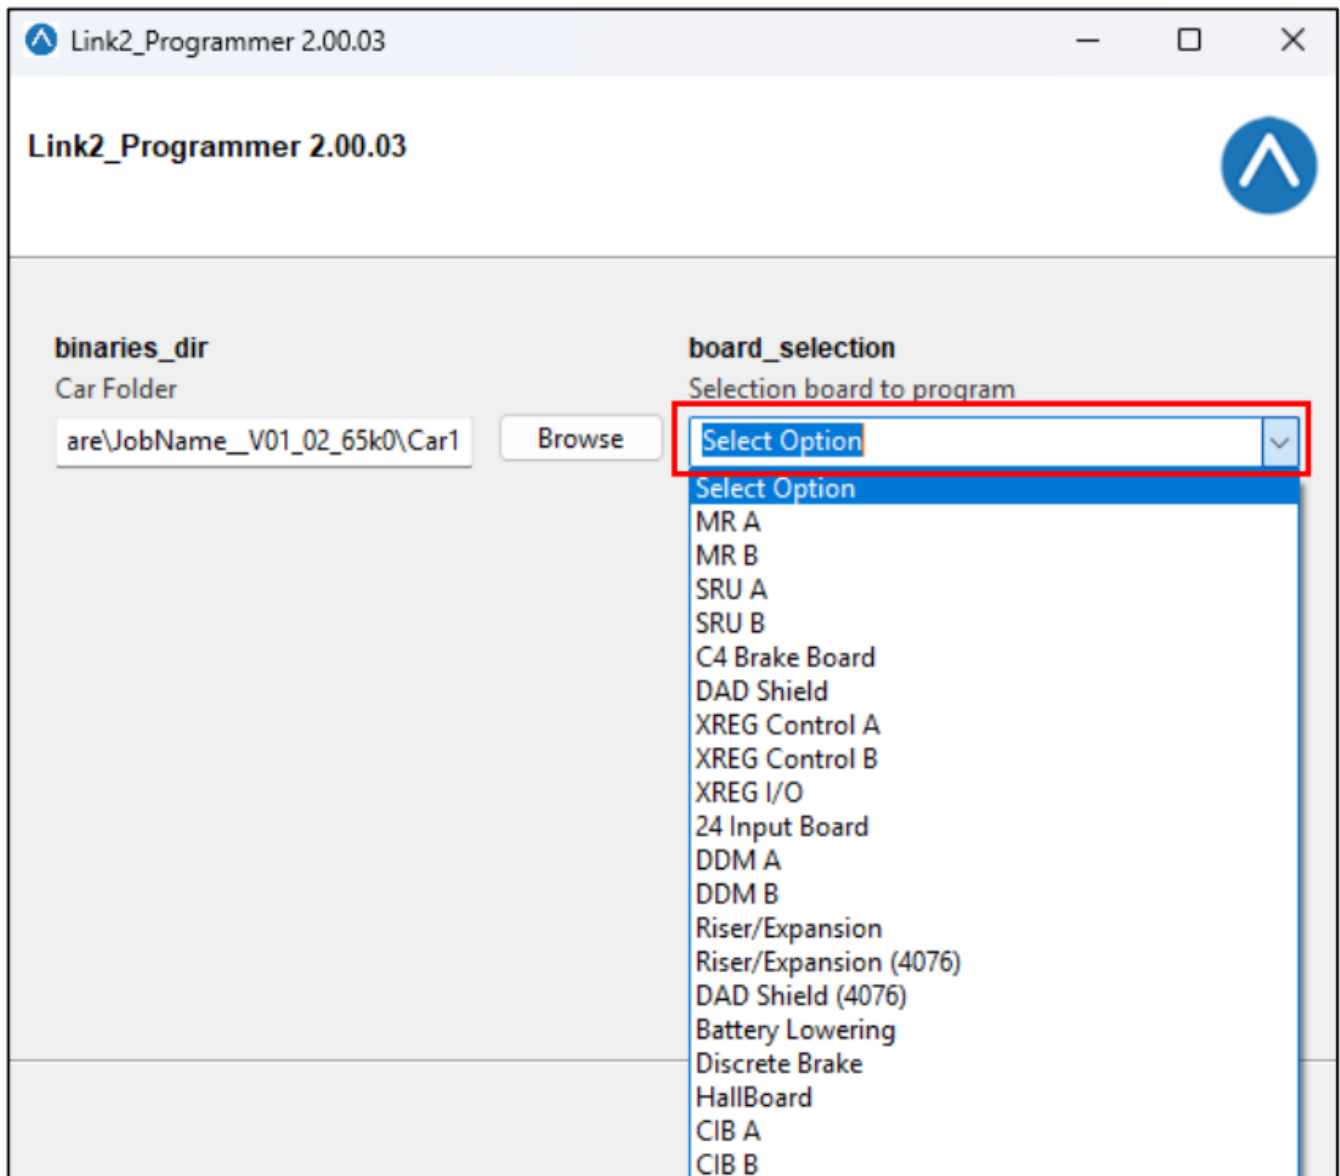 Link2_Programmer 2.00.03
Link2_Programmer 2.00.03
binaries_dir
Car Folder
are\JobName__V01_02_65k0\Car1
Browse
board_selection
Selection board to program
Select Option
Select Option
MR A
MR B
SRU A
SRU B
C4 Brake Board
DAD Shield
XREG Control A
XREG Control B
XREG I/O
24 Input Board
DDM A
DDM B
Riser/Expansion
Riser/Expansion (4076)
DAD Shield (4076)
Battery Lowering
Discrete Brake
HallBoard
CIB A
CIB B